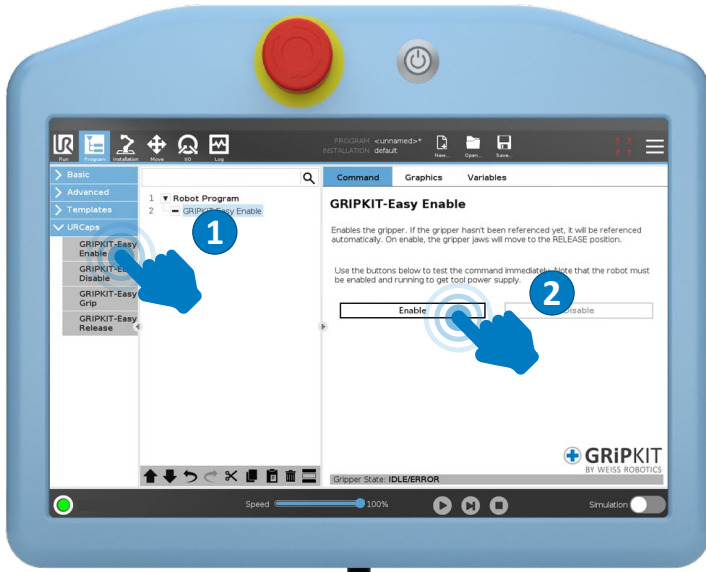 UR
Run Program Installation Move I/O Log
PROGRAM <unnamed>*
INSTALLATION default
New... Open... Save...
? ?
? ?
Basic
Advanced
Templates
URCaps
GRIPKIT-Easy
Enable
GRIPKIT-Ea
Disable
GRIPKIT-Easy
Grip
GRIPKIT-Easy
Release
1 Robot Program
2 GRIPKIT-Easy Enable
1
Command Graphics Variables
GRIPKIT-Easy Enable
Enables the gripper. If the gripper hasn't been referenced yet, it will be referenced
automatically. On enable, the gripper jaws will move to the RELEASE position.
Use the buttons below to test the command immediately. Note that the robot must
be enabled and running to get tool power supply.
2
Enable
isable
GRiPKIT
BY WEISS ROBOTICS
Gripper State: IDLE/ERROR
Speed 100%
Simulation